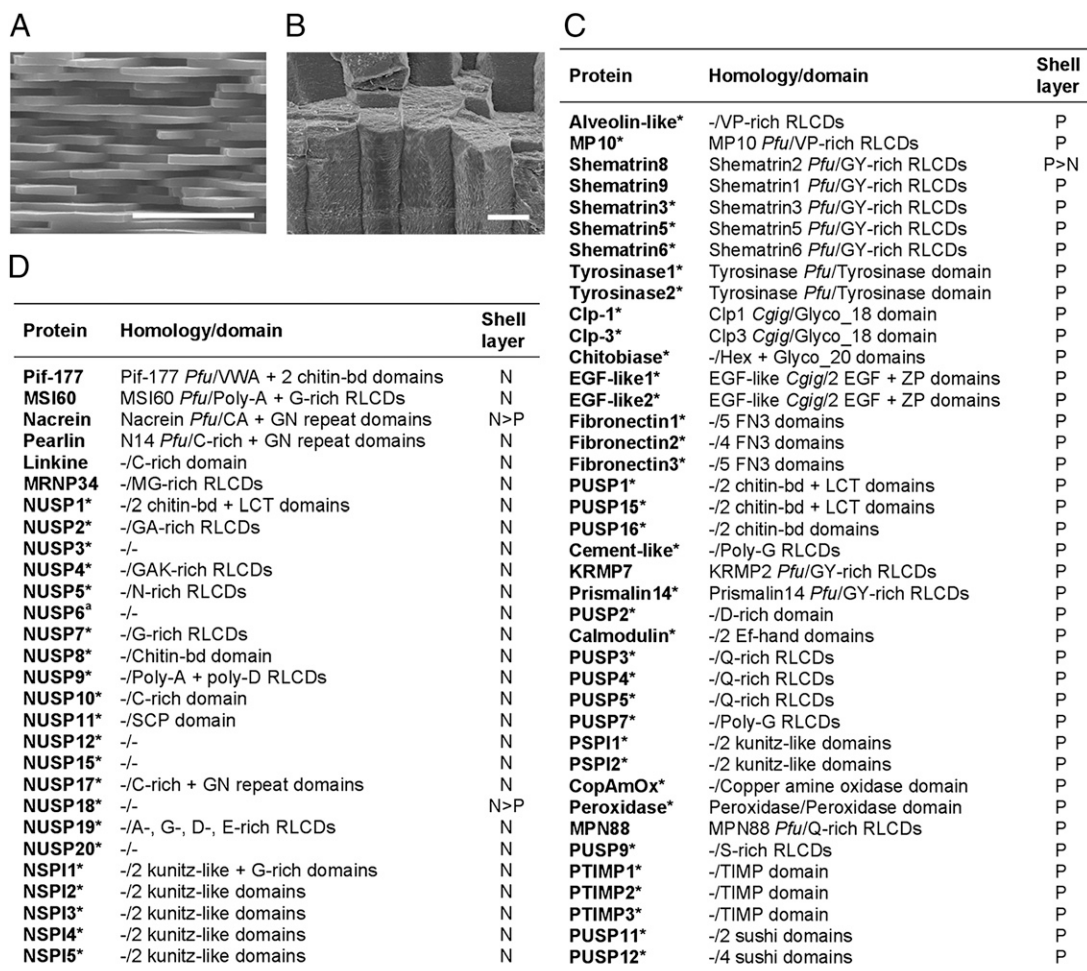 A
B
C
Protein Homology/domain Shell layer
Alveolin-like* -/VP-rich RLCDs P
MP10* MP10 Pfu/VP-rich RLCDs P
Shematrin8 Shematrin2 Pfu/GY-rich RLCDs P>N
Shematrin9 Shematrin1 Pfu/GY-rich RLCDs P
Shematrin3* Shematrin3 Pfu/GY-rich RLCDs P
Shematrin5* Shematrin5 Pfu/GY-rich RLCDs P
Shematrin6* Shematrin6 Pfu/GY-rich RLCDs P
Tyrosinase1* Tyrosinase Pfu/Tyrosinase domain P
Tyrosinase2* Tyrosinase Pfu/Tyrosinase domain P
Clp-1* Clp1 Cgig/Glyco_18 domain P
Clp-3* Clp3 Cgig/Glyco_18 domain P
Chitobiase* -/Hex + Glyco_20 domains P
EGF-like1* EGF-like Cgig/2 EGF + ZP domains P
EGF-like2* EGF-like Cgig/2 EGF + ZP domains P
Fibronectin1* -/5 FN3 domains P
Fibronectin2* -/4 FN3 domains P
Fibronectin3* -/5 FN3 domains P
PUSP1* -/2 chitin-bd + LCT domains P
PUSP15* -/2 chitin-bd + LCT domains P
PUSP16* -/2 chitin-bd domains P
Cement-like* -/Poly-G RLCDs P
KRMP7 KRMP2 Pfu/GY-rich RLCDs P
Prismalin14* Prismalin14 Pfu/GY-rich RLCDs P
PUSP2* -/D-rich domain P
Calmodulin* -/2 Ef-hand domains P
PUSP3* -/Q-rich RLCDs P
PUSP4* -/Q-rich RLCDs P
PUSP5* -/Q-rich RLCDs P
PUSP7* -/Poly-G RLCDs P
PSPI1* -/2 kunitz-like domains P
PSPI2* -/2 kunitz-like domains P
CopAmOx* -/Copper amine oxidase domain P
Peroxidase* Peroxidase/Peroxidase domain P
MPN88 MPN88 Pfu/Q-rich RLCDs P
PUSP9* -/S-rich RLCDs P
PTIMP1* -/TIMP domain P
PTIMP2* -/TIMP domain P
PTIMP3* -/TIMP domain P
PUSP11* -/2 sushi domains P
PUSP12* -/4 sushi domains P
D
Protein Homology/domain Shell layer
Pif-177 Pif-177 Pfu/VWA + 2 chitin-bd domains N
MSI60 MSI60 Pfu/Poly-A + G-rich RLCDs N
Nacrein Nacrein Pfu/CA + GN repeat domains N>P
Pearlin N14 Pfu/C-rich + GN repeat domains N
Linkine -/C-rich domain N
MRNP34 -/MG-rich RLCDs N
NUSP1* -/2 chitin-bd + LCT domains N
NUSP2* -/GA-rich RLCDs N
NUSP3* -/- N
NUSP4* -/GAK-rich RLCDs N
NUSP5* -/N-rich RLCDs N
NUSP6ª -/- N
NUSP7* -/G-rich RLCDs N
NUSP8* -/Chitin-bd domain N
NUSP9* -/Poly-A + poly-D RLCDs N
NUSP10* -/C-rich domain N
NUSP11* -/SCP domain N
NUSP12* -/- N
NUSP15* -/- N
NUSP17* -/C-rich + GN repeat domains N
NUSP18* -/- N>P
NUSP19* -/A-, G-, D-, E-rich RLCDs N
NUSP20* -/- N
NSPI1* -/2 kunitz-like + G-rich domains N
NSPI2* -/2 kunitz-like domains N
NSPI3* -/2 kunitz-like domains N
NSPI4* -/2 kunitz-like domains N
NSPI5* -/2 kunitz-like domains N